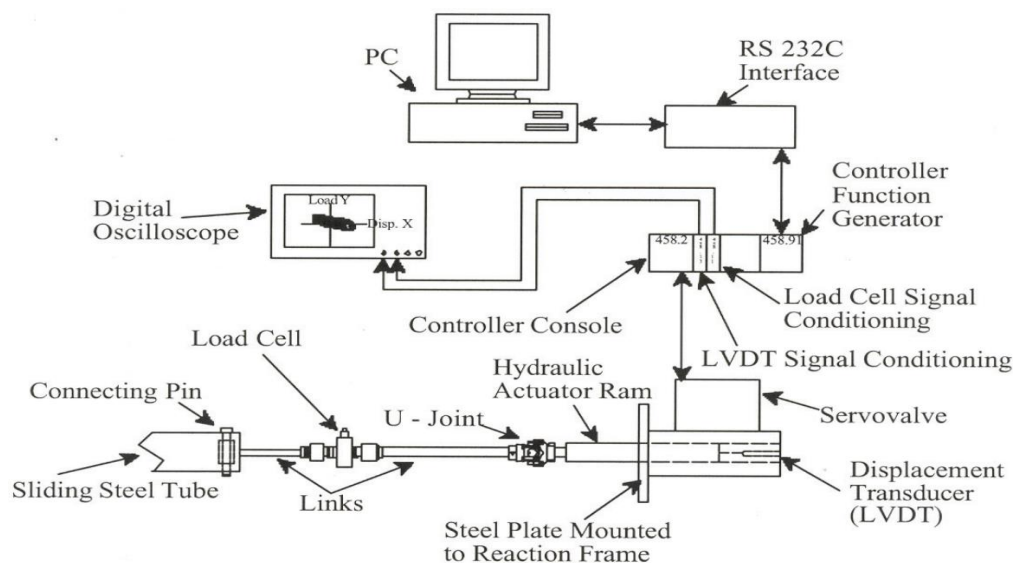 PC
RS 232C
Interface
Controller
Function
Generator
Digital
Oscilloscope
Load Y
Disp. X
458.2
458.91
Load Cell Signal
Conditioning
Controller Console
LVDT Signal Conditioning
Load Cell
Hydraulic
Actuator Ram
Connecting Pin
U - Joint
Servovalve
Sliding Steel Tube
Links
Displacement
Transducer
(LVDT)
Steel Plate Mounted
to Reaction Frame